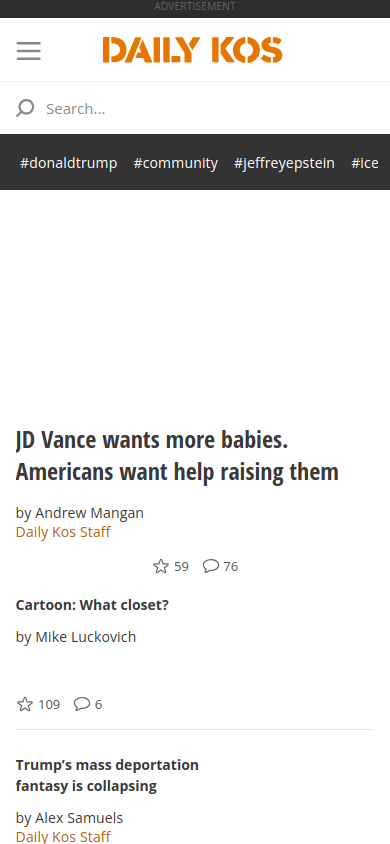 ADVERTISEMENT
DAILY KOS
Search...
#donaldtrump #community #jeffreyepstein #ice
JD Vance wants more babies.
Americans want help raising them
by Andrew Mangan
Daily Kos Staff
59 76
Cartoon: What closet?
by Mike Luckovich
109 6
Trump’s mass deportation
fantasy is collapsing
by Alex Samuels
Daily Kos Staff